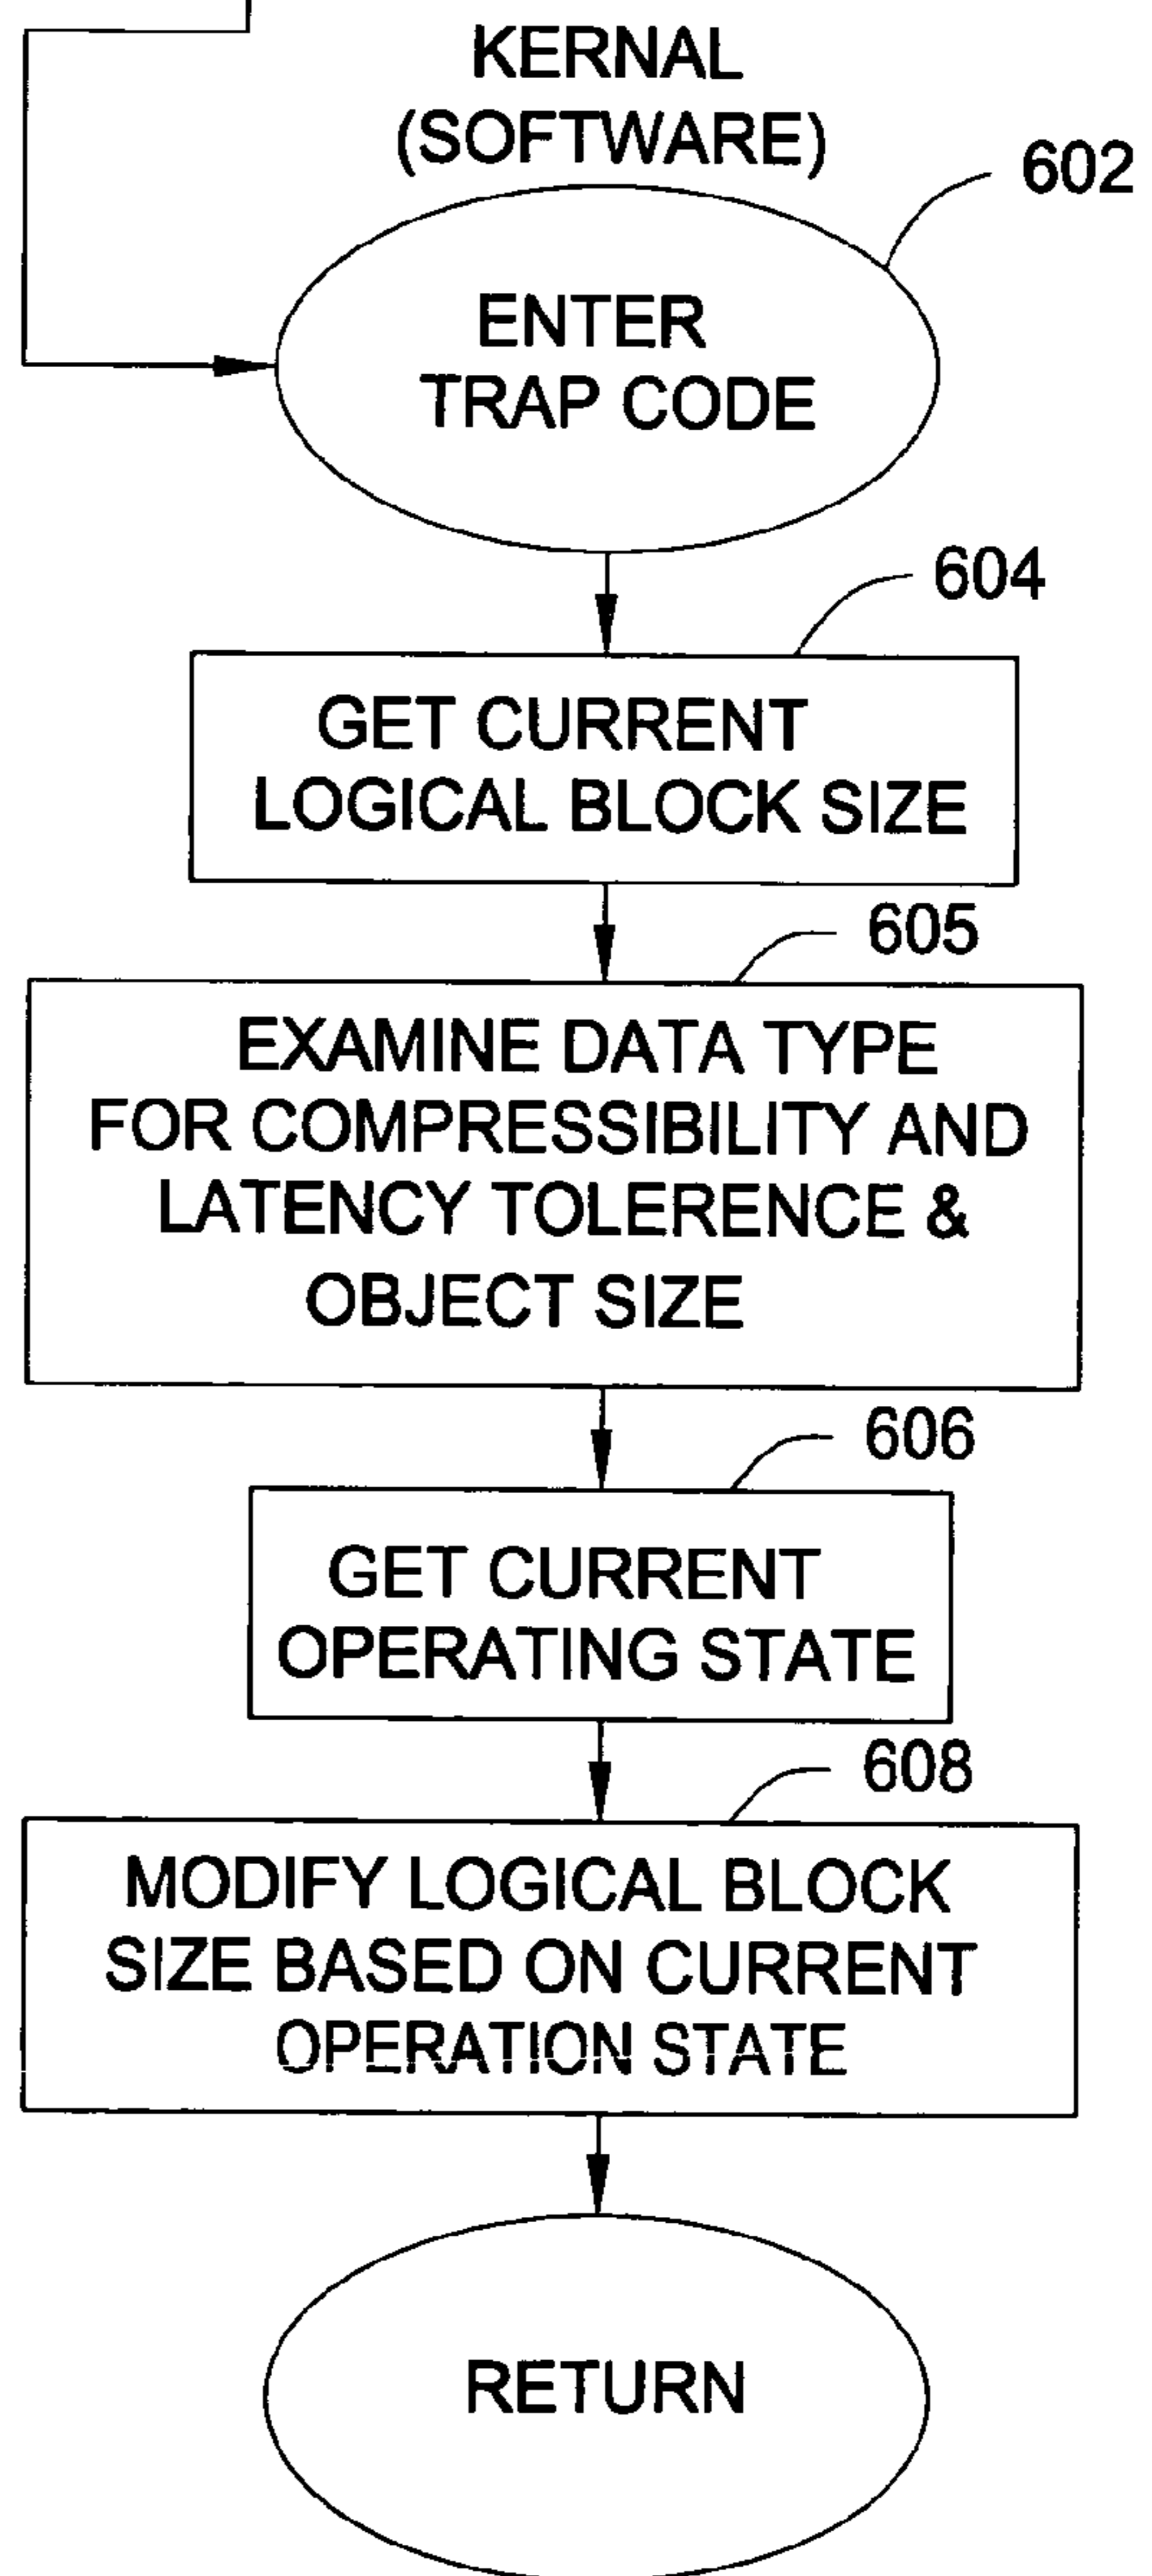 KERNAL
(SOFTWARE)
602
ENTER
TRAP CODE
604
GET CURRENT
LOGICAL BLOCK SIZE
605
EXAMINE DATA TYPE
FOR COMPRESSIBILITY AND
LATENCY TOLERENCE &
OBJECT SIZE
606
GET CURRENT
OPERATING STATE
608
MODIFY LOGICAL BLOCK
SIZE BASED ON CURRENT
OPERATION STATE
RETURN